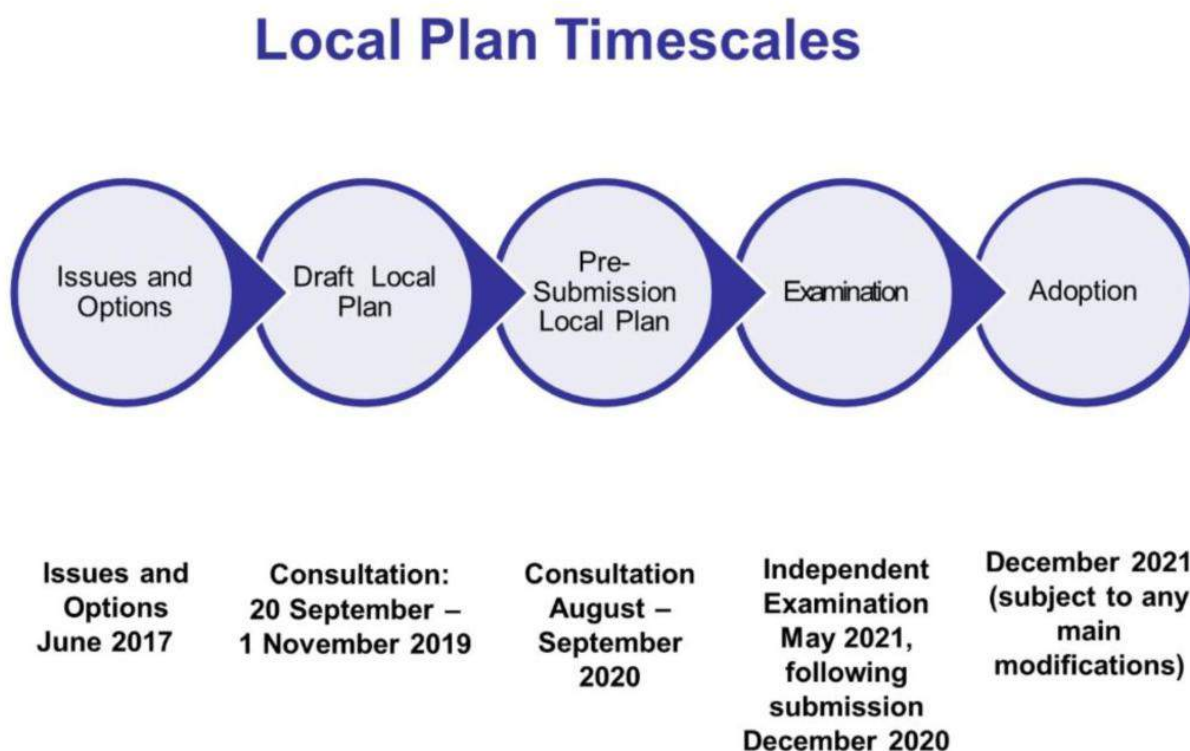 Local Plan Timescales
Issues and
Options
Draft Local
Plan
Pre-
Submission
Local Plan
Examination
Adoption
Issues and
Options
June 2017
Consultation:
20 September –
1 November 2019
Consultation
August –
September
2020
Independent
Examination
May 2021,
following
submission
December 2020
December 2021
(subject to any
main
modifications)